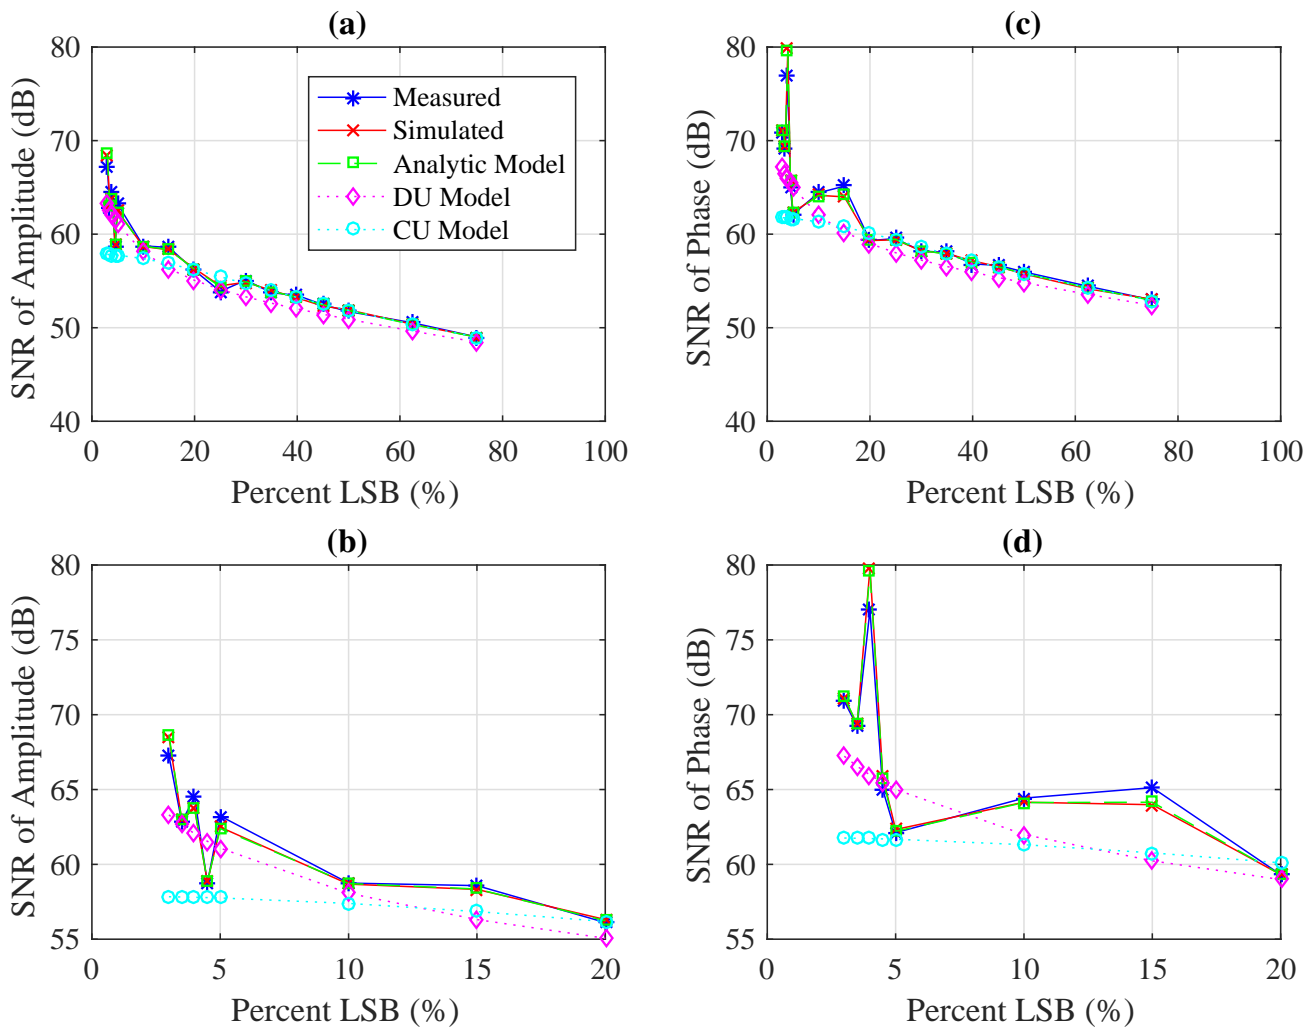 (a)
80
70
60
50
40
SNR of Amplitude (dB)
0 20 40 60 80 100
Percent LSB (%)
Measured
Simulated
Analytic Model
DU Model
CU Model
(c)
80
70
60
50
40
SNR of Phase (dB)
0 20 40 60 80 100
Percent LSB (%)
(b)
80
75
70
65
60
55
SNR of Amplitude (dB)
0 5 10 15 20
Percent LSB (%)
(d)
80
75
70
65
60
55
SNR of Phase (dB)
0 5 10 15 20
Percent LSB (%)